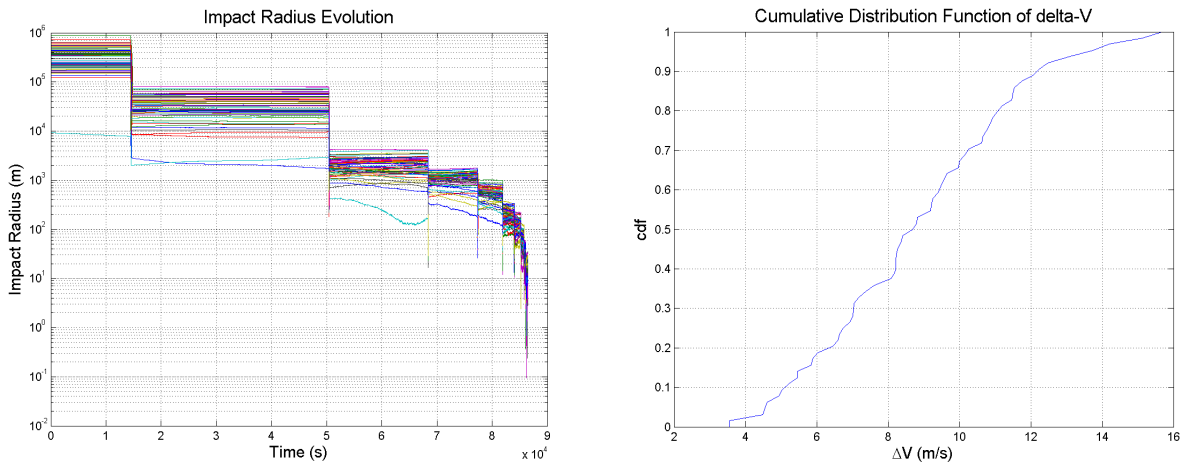 Impact Radius Evolution
10^6
10^5
10^4
10^3
10^2
10^1
10^0
10^-1
10^-2
Impact Radius (m)
0 1 2 3 4 5 6 7 8 9
x 10^4
Time (s)
Cumulative Distribution Function of delta-V
1
0.9
0.8
0.7
0.6
0.5
0.4
0.3
0.2
0.1
0
cdf
2 4 6 8 10 12 14 16
ΔV (m/s)